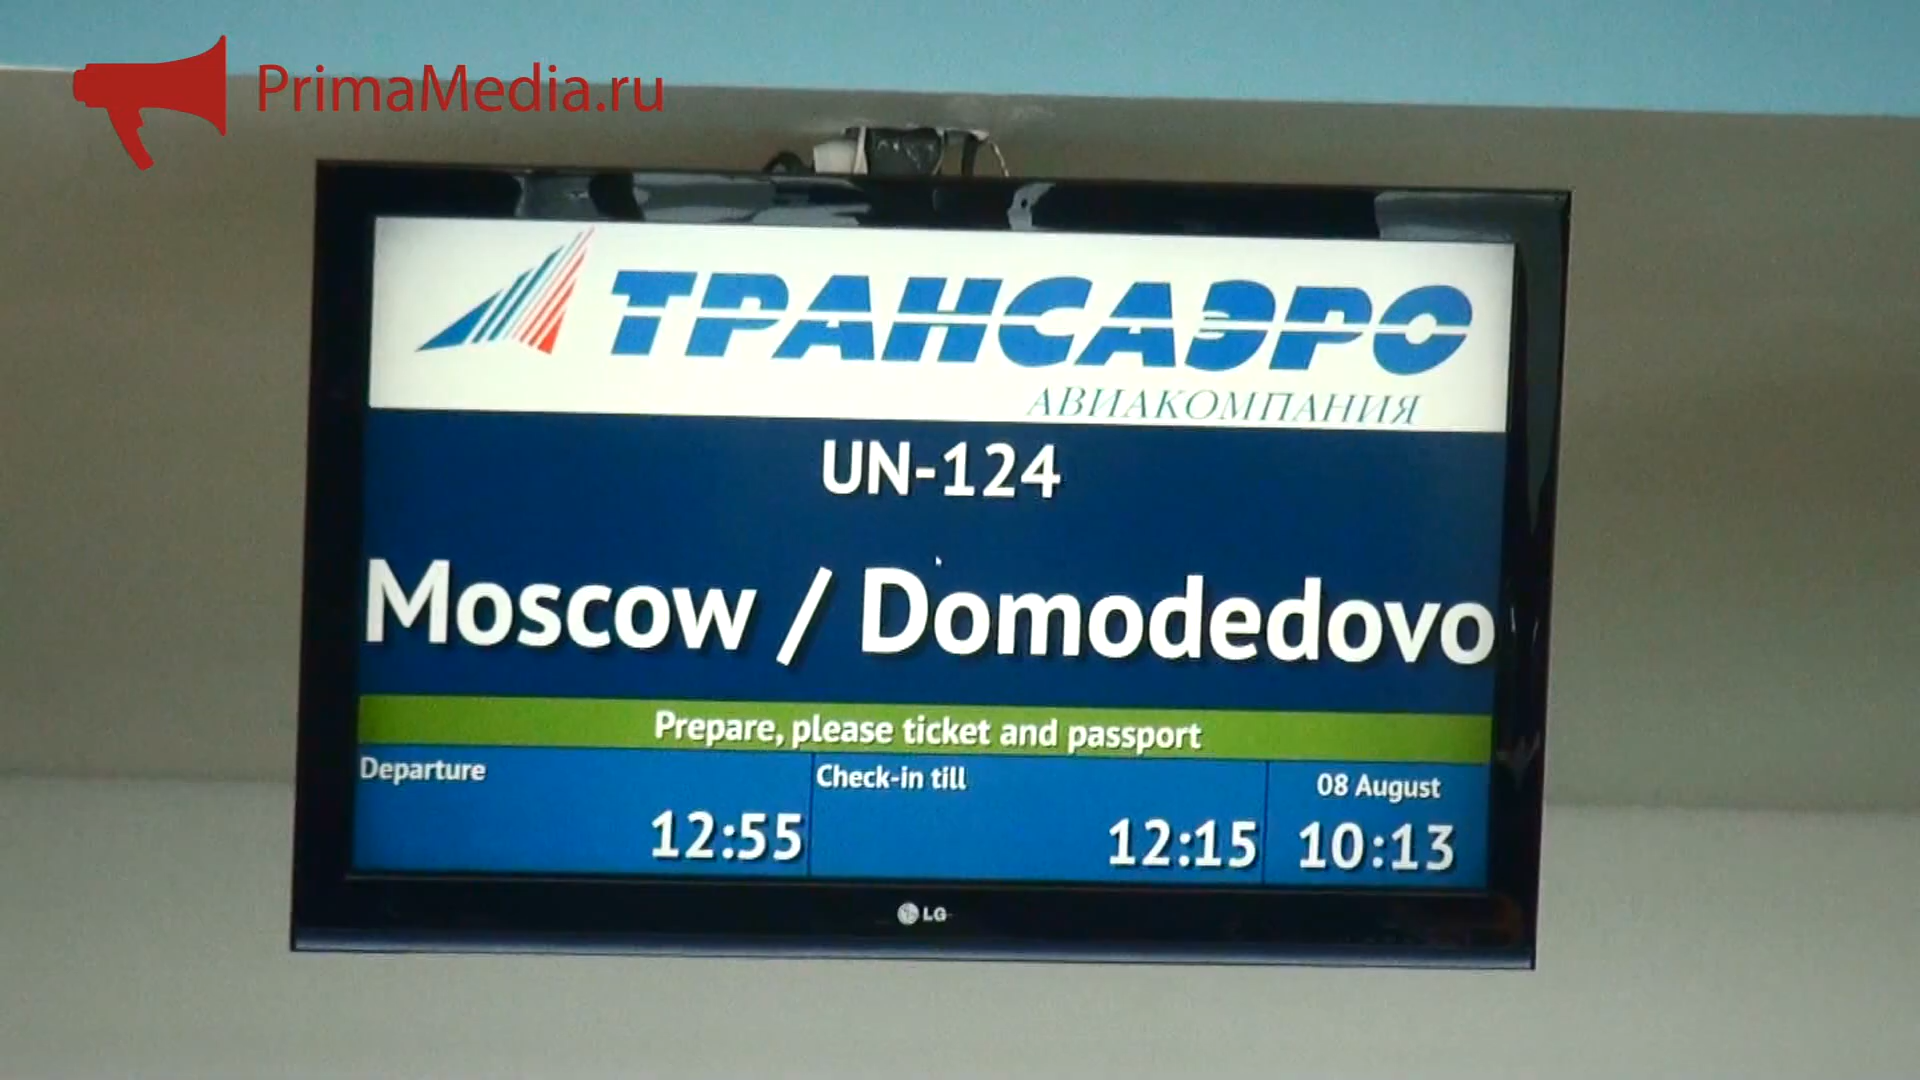 PrimaMedia.ru
ТРАНСАЭРО
АВИАКОМПАНИЯ
UN-124
Moscow / Domodedovo
Prepare, please ticket and passport
Departure
12:55
Check-in till
12:15
08 August
10:13
LG